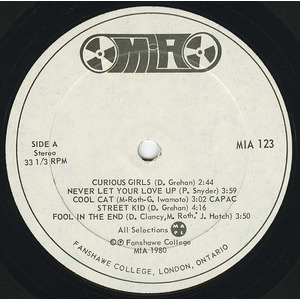 MIA
SIDE A
Stereo
33 1/3 RPM
MIA 123
CURIOUS GIRLS (D. Grehan) 2:44
NEVER LET YOUR LOVE UP (P. Snyder) 3:59
COOL CAT (M-Roth-G. Iwamoto) 3:02 CAPAC
STREET KID (D. Grehan) 4:16
FOOL IN THE END (D. Clancy, M. Roth, J. Hatch) 3:50
All Selections MIA
©℗ Fanshawe College
MIA 1980
FANSHAWE COLLEGE, LONDON, ONTARIO